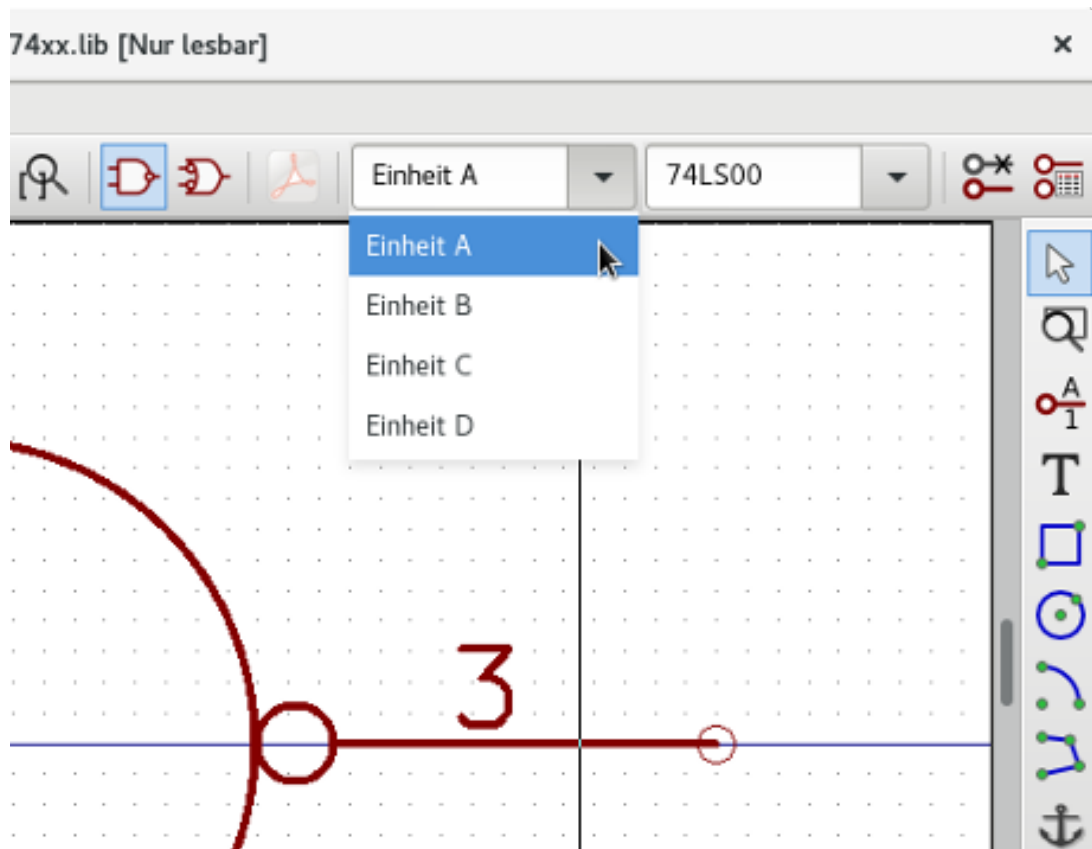 74xx.lib [Nur lesbar]
Einheit A
74LS00
Einheit A
Einheit B
Einheit C
Einheit D
A
1
T
3